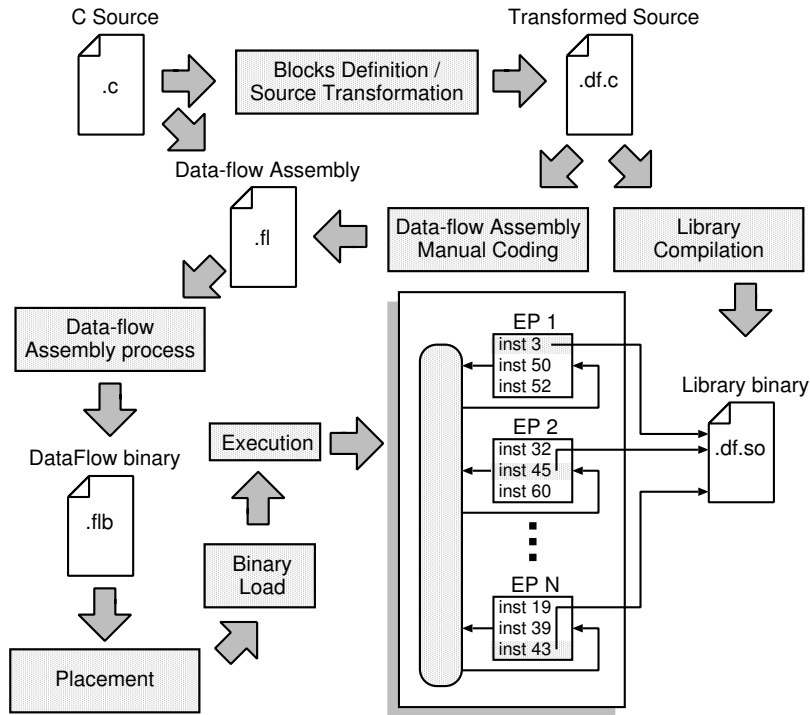 C Source
Transformed Source
.c
Blocks Definition /
Source Transformation
.df.c
Data-flow Assembly
.fl
Data-flow Assembly
Manual Coding
Library
Compilation
Data-flow
Assembly process
EP 1
inst 3
inst 50
inst 52
Library binary
.df.so
Execution
EP 2
inst 32
inst 45
inst 60
DataFlow binary
.flb
Binary
Load
EP N
inst 19
inst 39
inst 43
Placement